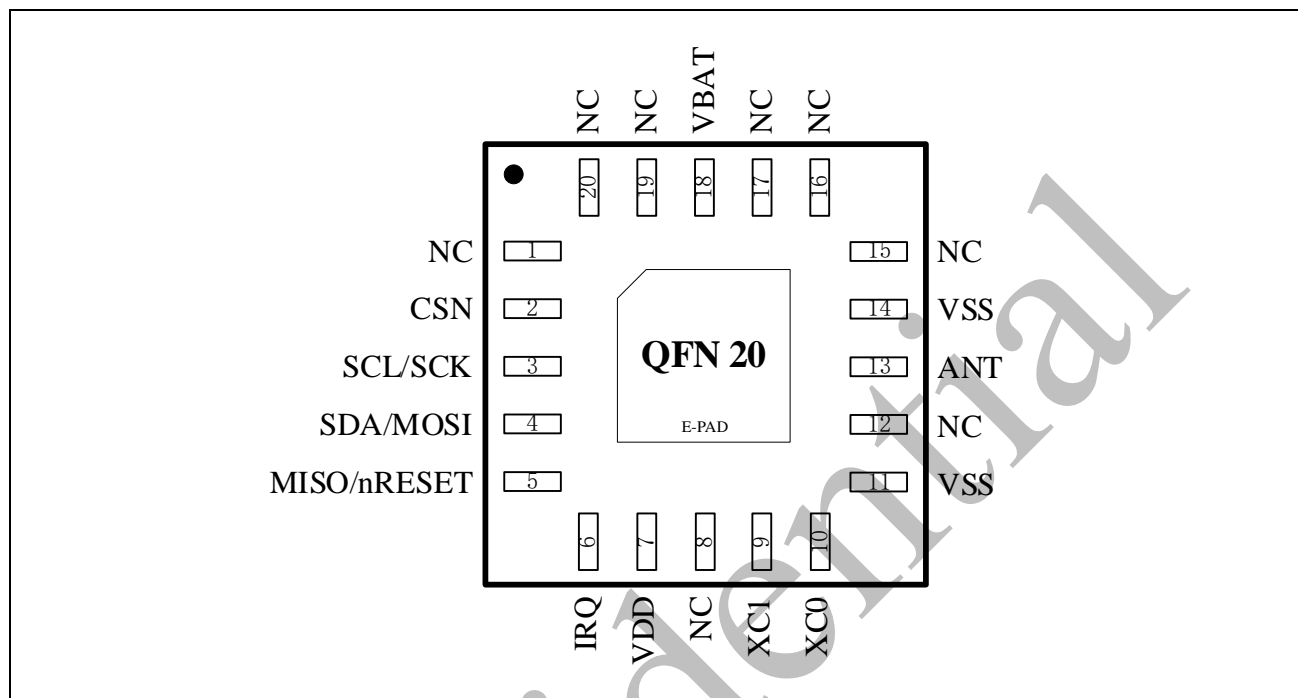 NC
NC
VBAT
NC
NC
20
19
18
17
16
NC 1
15 NC
CSN 2
14 VSS
SCL/SCK 3
QFN 20
13 ANT
SDA/MOSI 4
E-PAD
12 NC
MISO/nRESET 5
11 VSS
6
7
8
9
10
IRQ
VDD
NC
XC1
XC0
idential